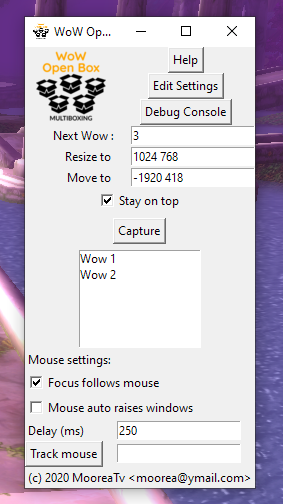 WoW Op...
WoW
Open Box
MULTIBOXING
Help
Edit Settings
Debug Console
Next Wow : 3
Resize to 1024 768
Move to -1920 418
Stay on top
Capture
Wow 1
Wow 2
Mouse settings:
Focus follows mouse
Mouse auto raises windows
Delay (ms) 250
Track mouse
(c) 2020 MooreaTv <moorea@ymail.com>